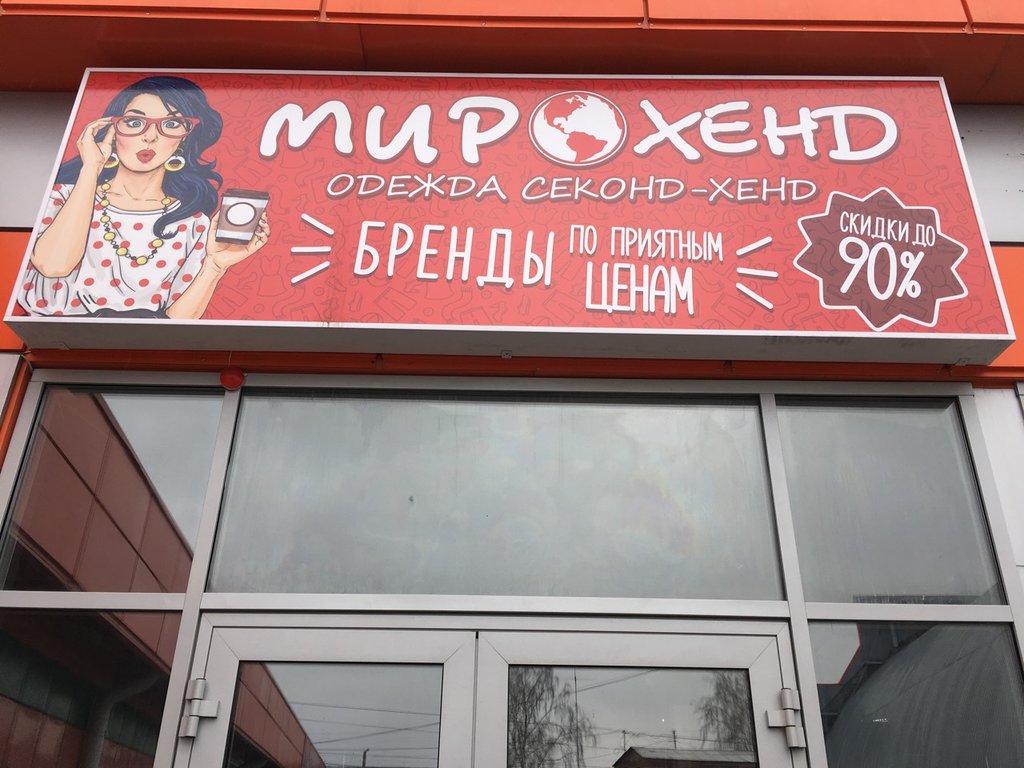 МИР ХЕНД
ОДЕЖДА СЕКОНД-ХЕНД
БРЕНДЫ ПО ПРИЯТНЫМ
ЦЕНАМ
СКИДКИ ДО
90%